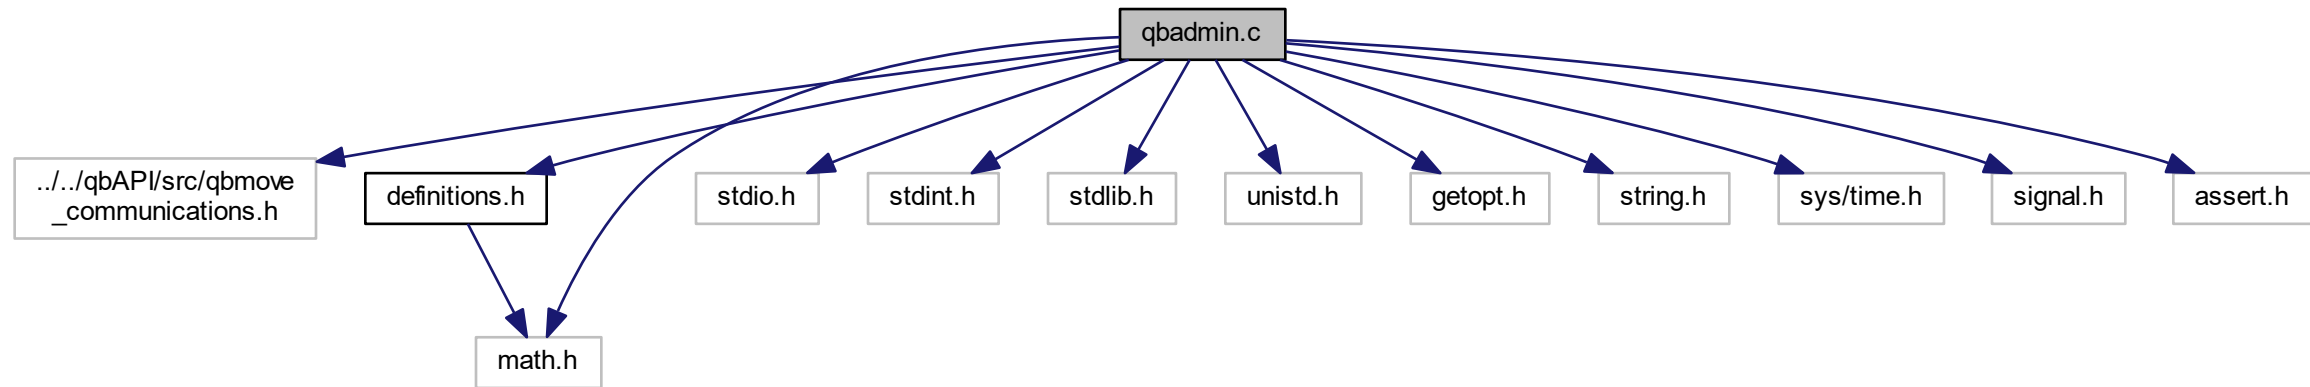 qbadmin.c
../../qbAPI/src/qbmove
_communications.h
definitions.h
stdio.h
stdint.h
stdlib.h
unistd.h
getopt.h
string.h
sys/time.h
signal.h
assert.h
math.h